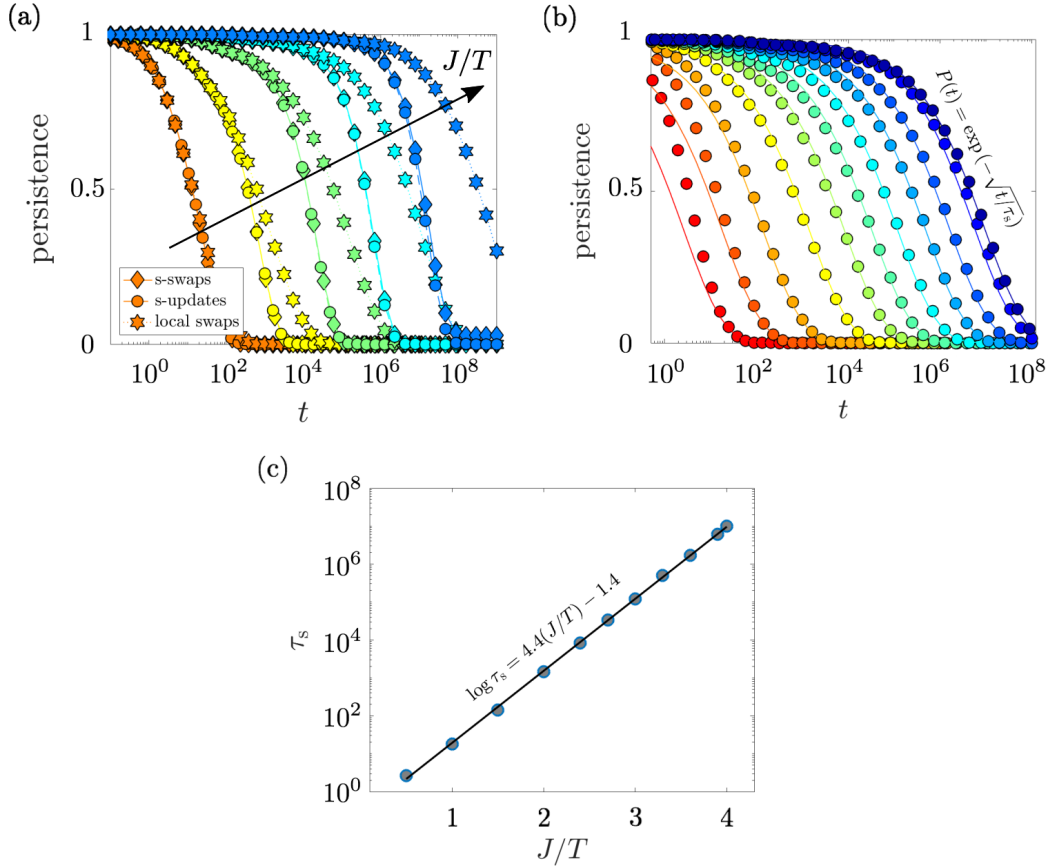 (a)
1
0.5
0
persistence
J/T
s-swaps
s-updates
local swaps
10^0
10^2
10^4
10^6
10^8
t
(b)
1
0.5
0
persistence
P(t) = exp (−√t/τ_s)
10^0
10^2
10^4
10^6
10^8
t
(c)
10^8
10^6
10^4
10^2
10^0
τ_s
log τ_s = 4.4(J/T) − 1.4
1
2
3
4
J/T